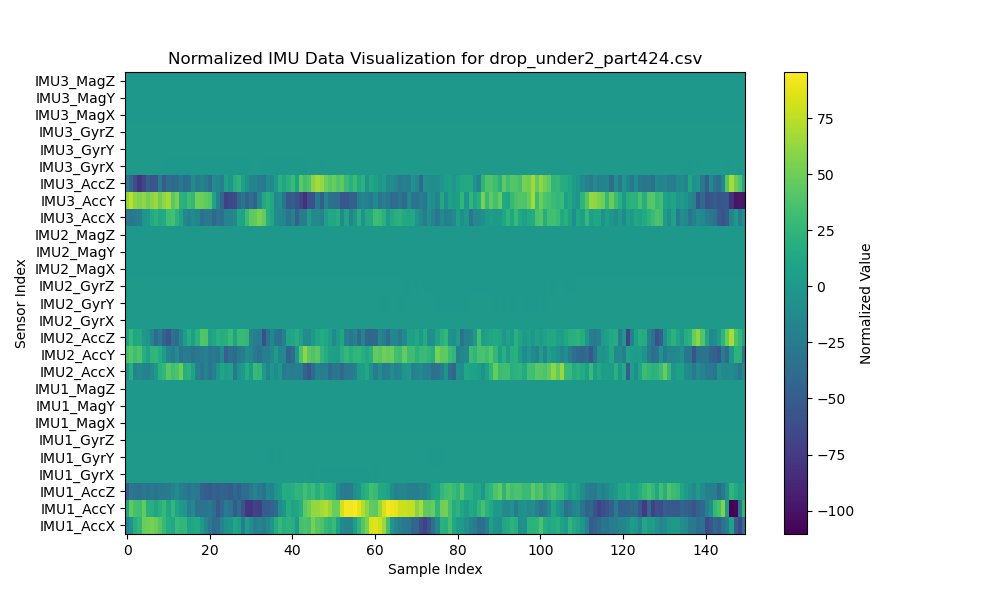 Normalized IMU Data Visualization for drop_under2_part424.csv
IMU3_MagZ
IMU3_MagY
IMU3_MagX
IMU3_GyrZ
IMU3_GyrY
IMU3_GyrX
IMU3_AccZ
IMU3_AccY
IMU3_AccX
IMU2_MagZ
IMU2_MagY
IMU2_MagX
IMU2_GyrZ
IMU2_GyrY
IMU2_GyrX
IMU2_AccZ
IMU2_AccY
IMU2_AccX
IMU1_MagZ
IMU1_MagY
IMU1_MagX
IMU1_GyrZ
IMU1_GyrY
IMU1_GyrX
IMU1_AccZ
IMU1_AccY
IMU1_AccX
Sensor Index
0 20 40 60 80 100 120 140
Sample Index
75
50
25
0
−25
−50
−75
−100
Normalized Value